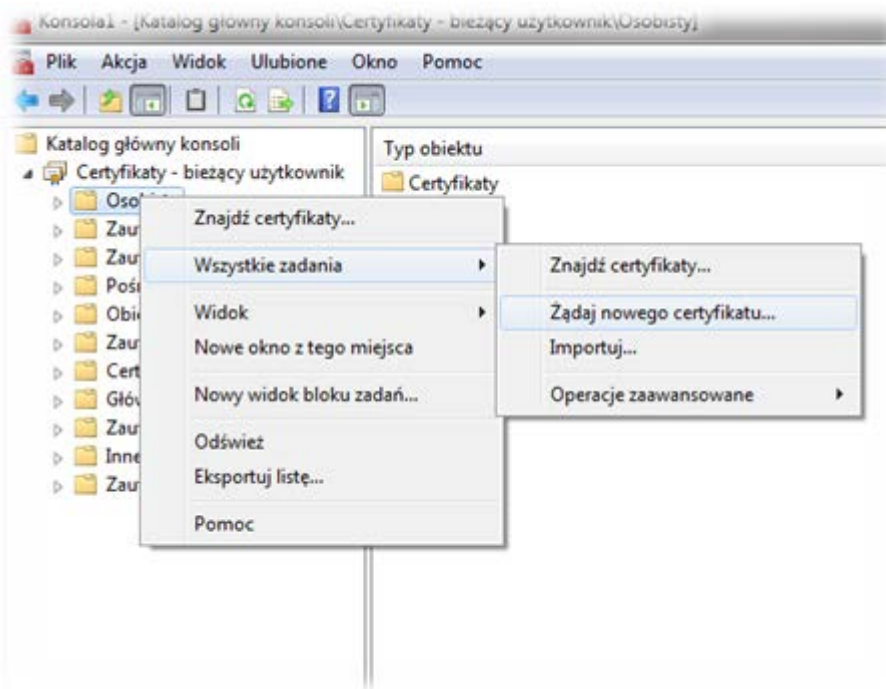 Konsola1 - [Katalog główny konsoli\Certyfikaty - bieżący użytkownik\Osobisty]
Plik Akcja Widok Ulubione Okno Pomoc
Katalog główny konsoli
Certyfikaty - bieżący użytkownik
Typ obiektu
Certyfikaty
Znajdź certyfikaty...
Wszystkie zadania
Widok
Nowe okno z tego miejsca
Nowy widok bloku zadań...
Odśwież
Eksportuj listę...
Pomoc
Znajdź certyfikaty...
Żądaj nowego certyfikatu...
Importuj...
Operacje zaawansowane